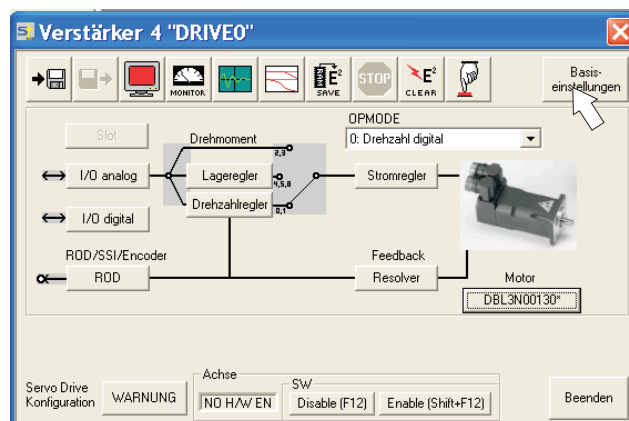 Verstärker 4 "DRIVE0"
MONITOR
E² SAVE
STOP
E² CLEAR
Basis-
einstellungen
OPMODE
0: Drehzahl digital
Slot
Drehmoment
2,3
I/O analog
Lageregler
4,5,8
Stromregler
Drehzahlregler
0,1
I/O digital
ROD/SSI/Encoder
Feedback
ROD
Resolver
Motor
DBL3N00130*
Achse
SW
Servo Drive
Konfiguration
WARNUNG
NO H/W EN
Disable (F12)
Enable (Shift+F12)
Beenden